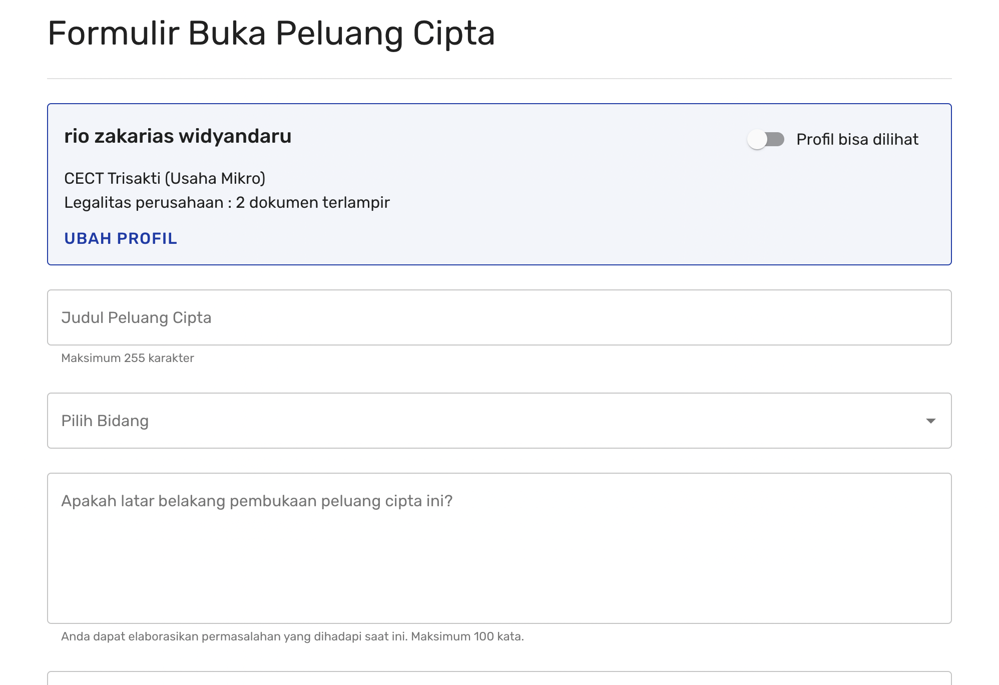 Formulir Buka Peluang Cipta
rio zakarias widyandaru
Profil bisa dilihat
CECT Trisakti (Usaha Mikro)
Legalitas perusahaan : 2 dokumen terlampir
UBAH PROFIL
Judul Peluang Cipta
Maksimum 255 karakter
Pilih Bidang
Apakah latar belakang pembukaan peluang cipta ini?
Anda dapat elaborasikan permasalahan yang dihadapi saat ini. Maksimum 100 kata.